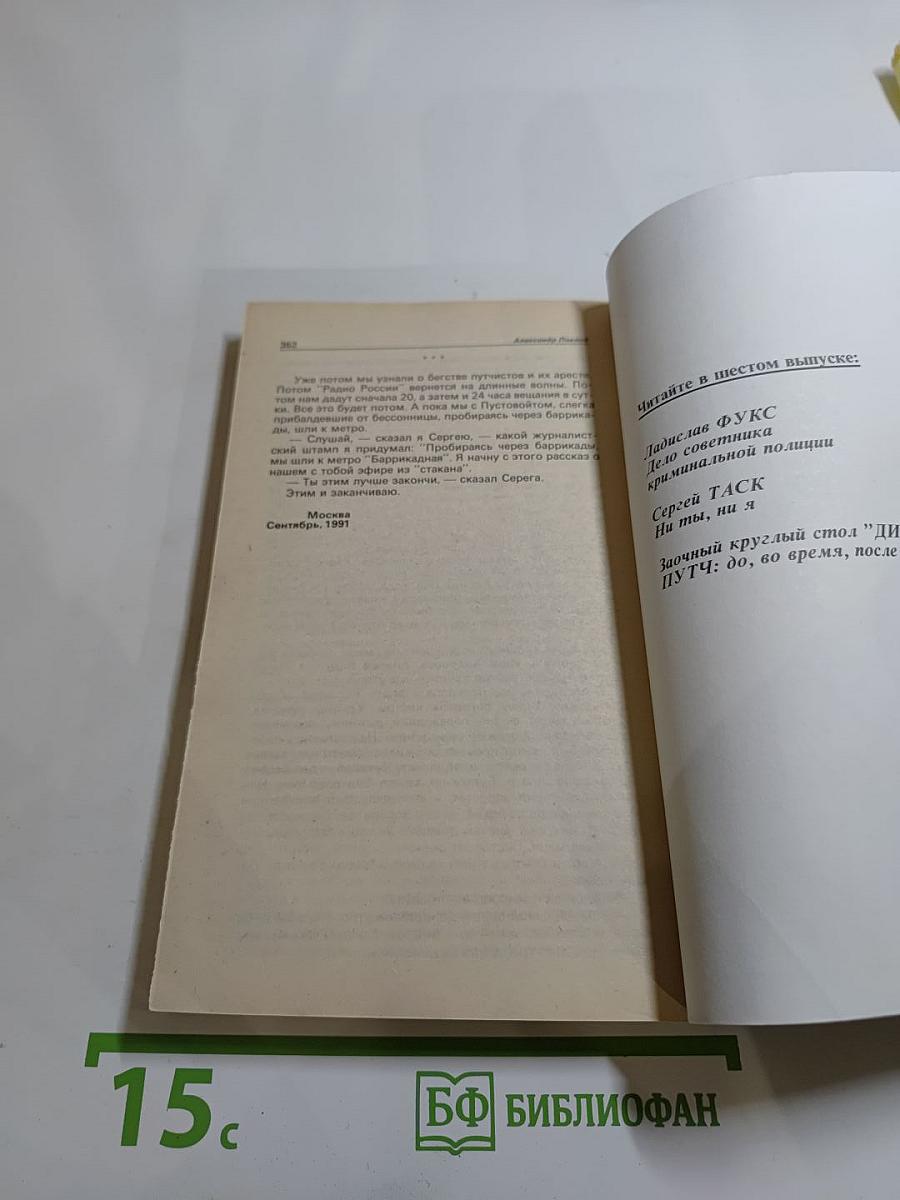 362
Александр
* * *
Уже потом мы узнали о бегстве путчистов и их аресте.
Потом "Радио России" вернется на длинные волны. По-
том нам дадут сначала 20, а затем и 24 часа вещания в сут-
ки. Все это будет потом. А пока мы с Пустовойтом, слегка
прибалдевшие от бессонницы, пробираясь через баррика-
ды, шли к метро.
— Слушай, — сказал я Сергею, — какой журналист-
ский штамп я придумал: "Пробираясь через баррикады,
мы шли к метро "Баррикадная". Я начну с этого рассказ о
нашем с тобой эфире из "стакана".
— Ты этим лучше закончи, — сказал Серега.
Этим и заканчиваю.
Москва
Сентябрь, 1991
Читайте в шестом выпуске:
Ладислав ФУКС
Дело советника
криминальной полиции
Сергей ТАСК
Ни ты, ни я
Заочный круглый стол "ДИ
ПУТЧ: до, во время, после
15 с
БФ БИБЛИОФАН